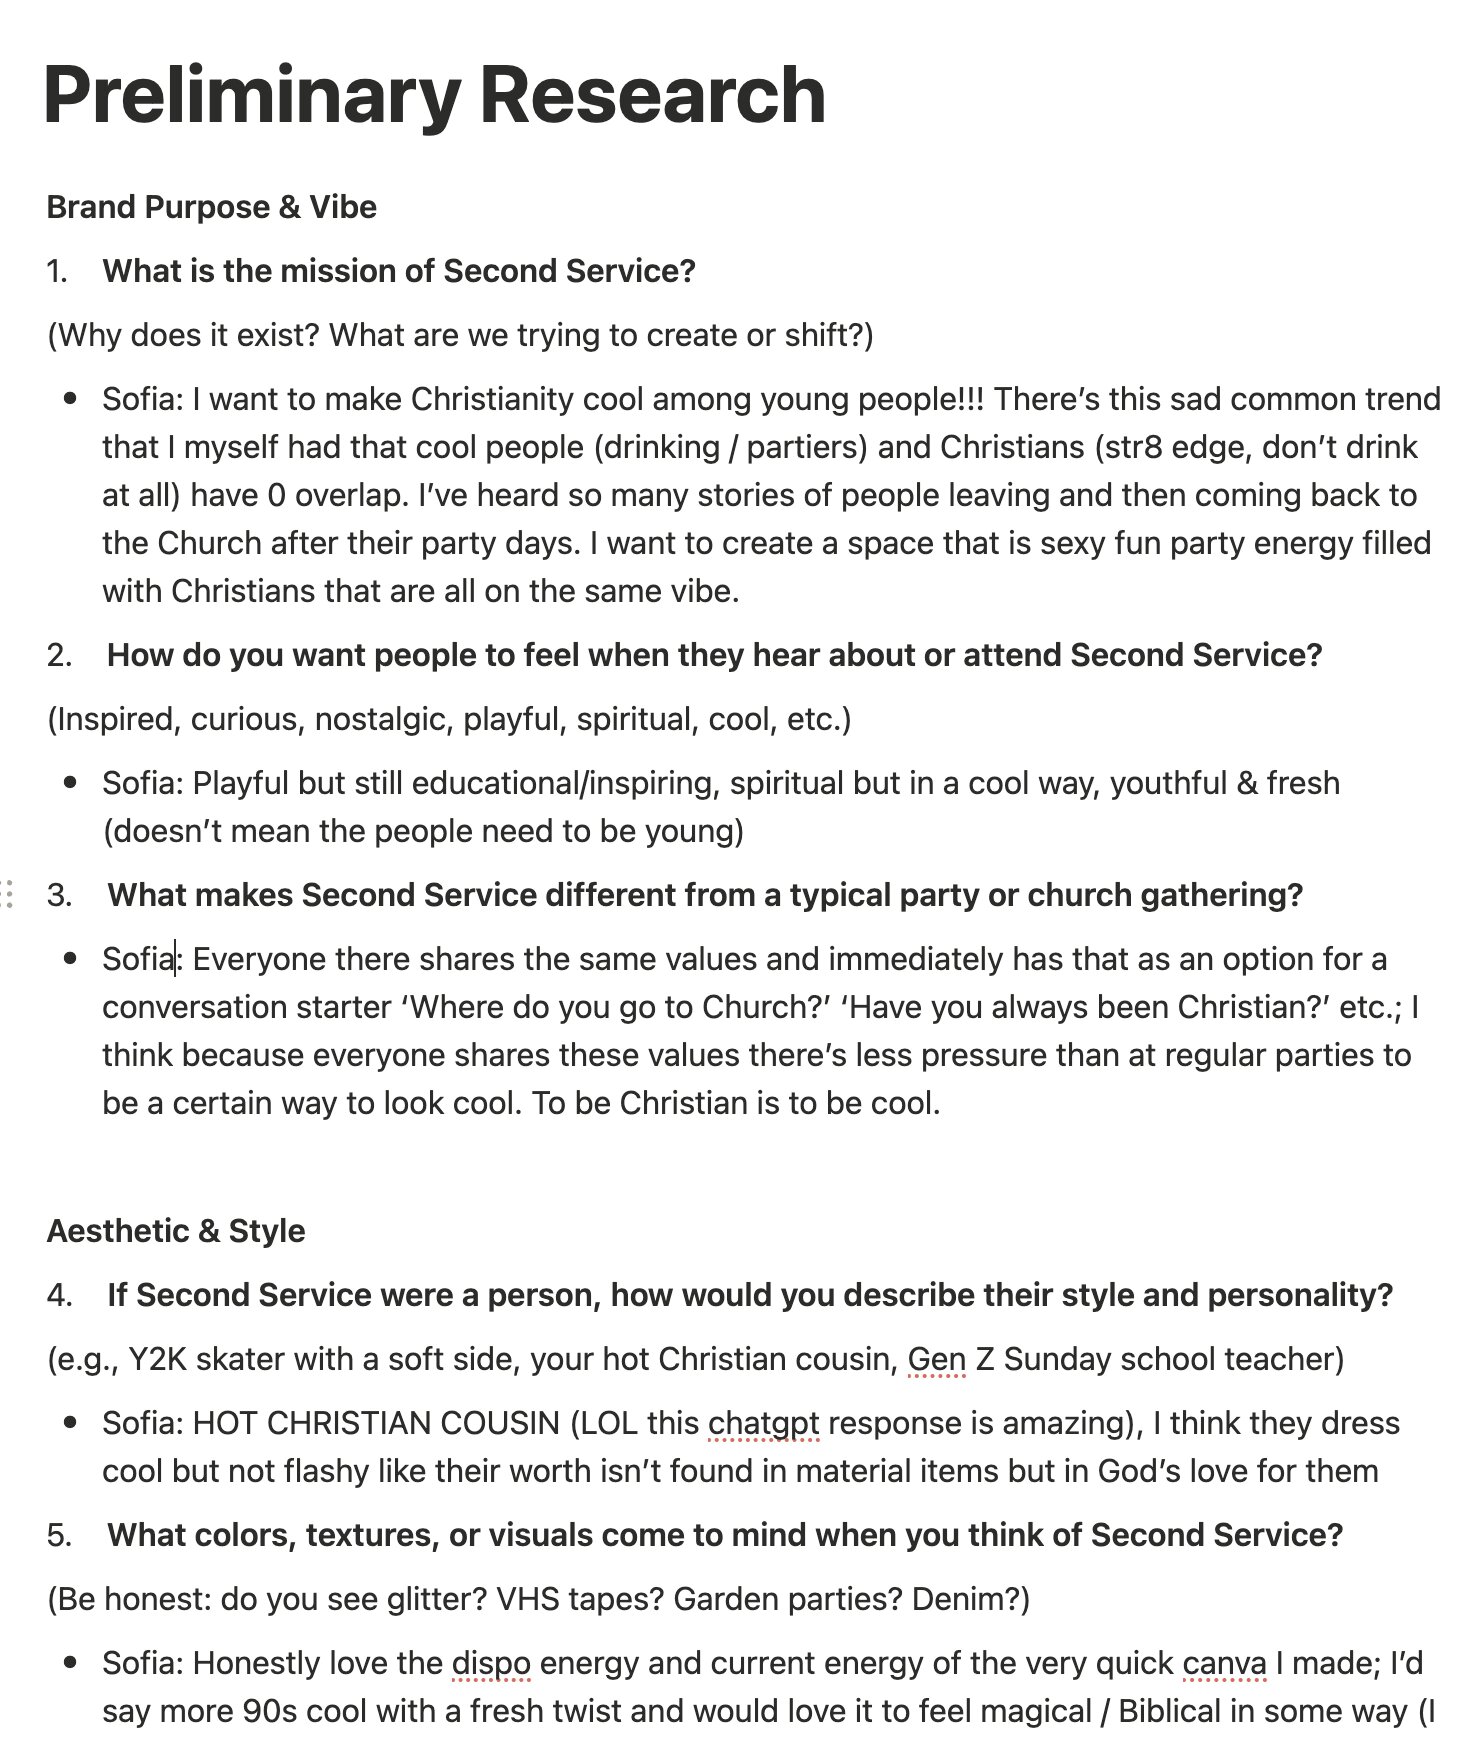 Preliminary Research
Brand Purpose & Vibe
1. What is the mission of Second Service?
(Why does it exist? What are we trying to create or shift?)
• Sofia: I want to make Christianity cool among young people!!! There’s this sad common trend
that I myself had that cool people (drinking / partiers) and Christians (str8 edge, don’t drink
at all) have 0 overlap. I’ve heard so many stories of people leaving and then coming back to
the Church after their party days. I want to create a space that is sexy fun party energy filled
with Christians that are all on the same vibe.
2. How do you want people to feel when they hear about or attend Second Service?
(Inspired, curious, nostalgic, playful, spiritual, cool, etc.)
• Sofia: Playful but still educational/inspiring, spiritual but in a cool way, youthful & fresh
(doesn’t mean the people need to be young)
3. What makes Second Service different from a typical party or church gathering?
• Sofia: Everyone there shares the same values and immediately has that as an option for a
conversation starter ‘Where do you go to Church?’ ‘Have you always been Christian?’ etc.; I
think because everyone shares these values there’s less pressure than at regular parties to
be a certain way to look cool. To be Christian is to be cool.
Aesthetic & Style
4. If Second Service were a person, how would you describe their style and personality?
(e.g., Y2K skater with a soft side, your hot Christian cousin, Gen Z Sunday school teacher)
• Sofia: HOT CHRISTIAN COUSIN (LOL this chatgpt response is amazing), I think they dress
cool but not flashy like their worth isn’t found in material items but in God’s love for them
5. What colors, textures, or visuals come to mind when you think of Second Service?
(Be honest: do you see glitter? VHS tapes? Garden parties? Denim?)
• Sofia: Honestly love the dispo energy and current energy of the very quick canva I made; I’d
say more 90s cool with a fresh twist and would love it to feel magical / Biblical in some way (I